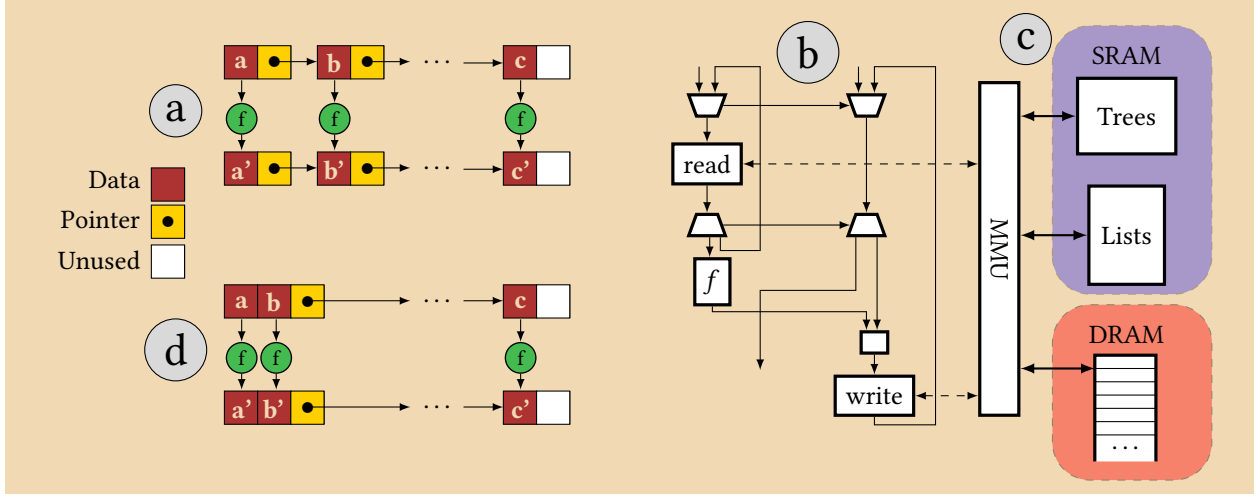 a
a
b
···
c
f
f
f
a'
b'
···
c'
Data
Pointer
Unused
d
a
b
···
c
f
f
f
a'
b'
···
c'
b
read
f
write
MMU
c
SRAM
Trees
Lists
DRAM
···